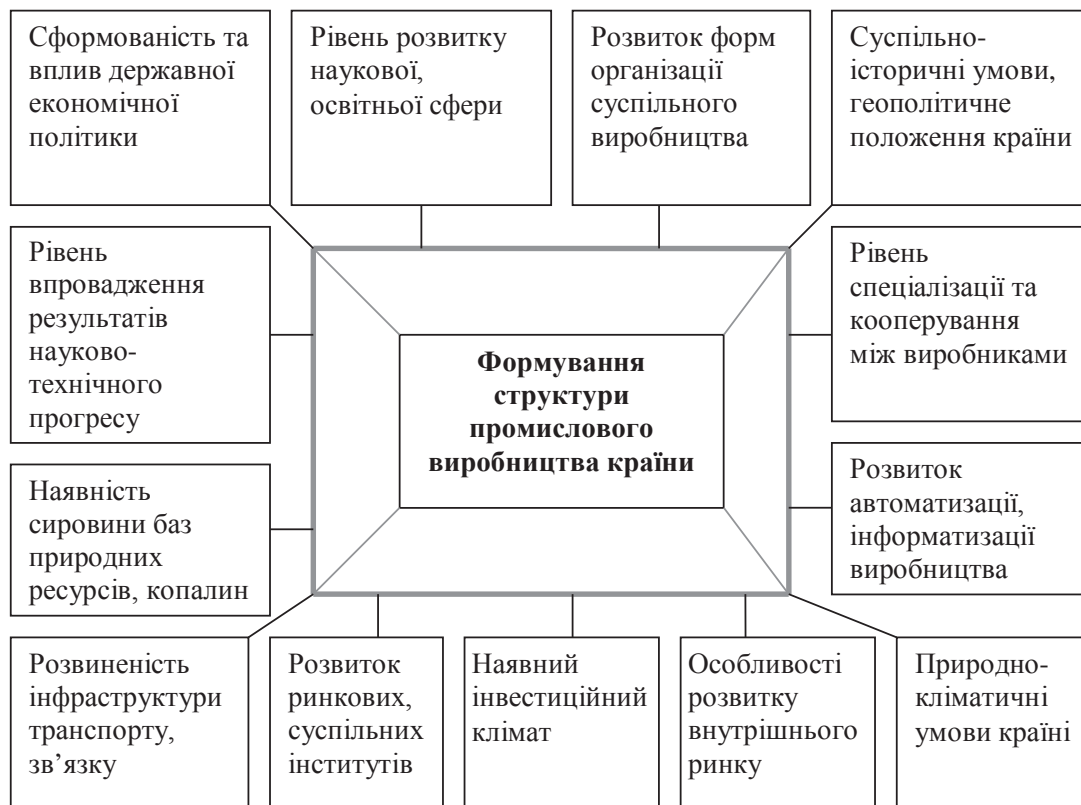 Сформованість та
вплив державної
економічної
політики
Рівень розвитку
наукової,
освітньої сфери
Розвиток форм
організації
суспільного
виробництва
Суспільно-
історичні умови,
геополітичне
положення країни
Рівень
впровадження
результатів
науково-
технічного
прогресу
Формування
структури
промислового
виробництва країни
Рівень
спеціалізації та
кооперування
між виробниками
Наявність
сировини баз
природних
ресурсів, копалин
Розвиток
автоматизації,
інформатизації
виробництва
Розвиненість
інфраструктури
транспорту,
зв’язку
Розвиток
ринкових,
суспільних
інститутів
Наявний
інвестиційний
клімат
Особливості
розвитку
внутрішнього
ринку
Природно-
кліматичні
умови країні